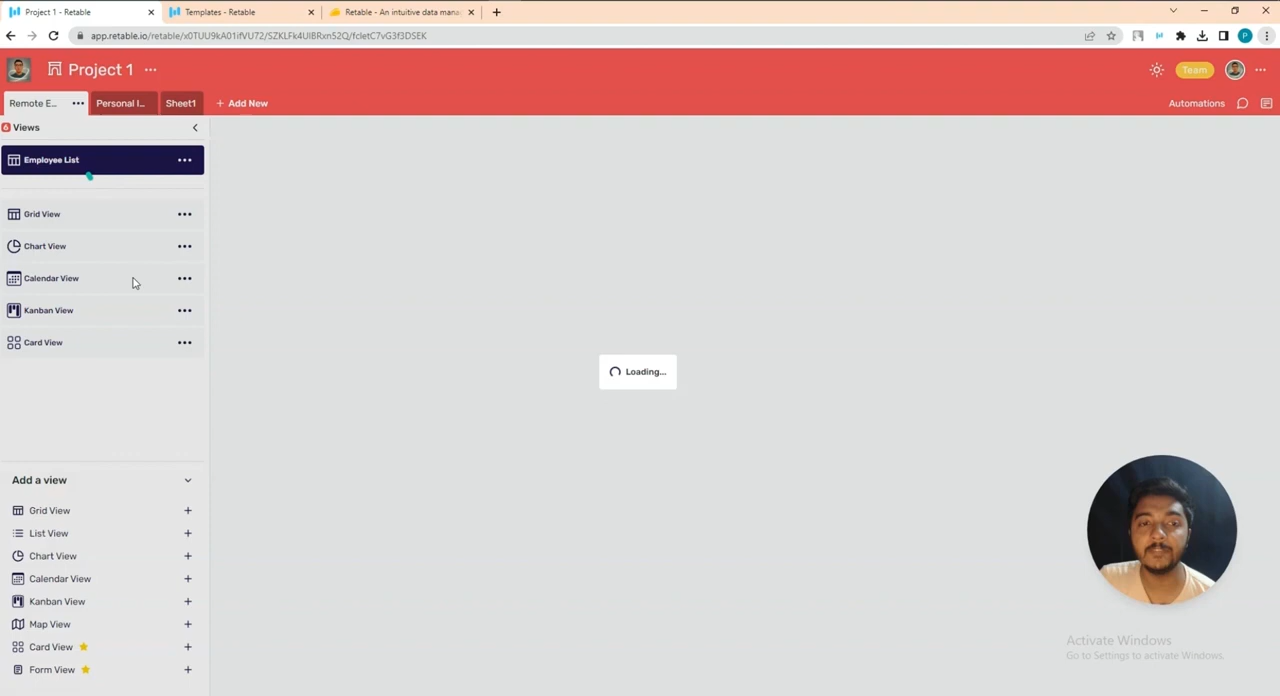 Project 1 - Retable
Templates - Retable
Retable - An intuitive data mana
app.retable.io/retable/x0TUU9kA01ifVU72/SZKLFk4UlBRxn52Q/fcletC7vG3f3DSEK
P
Project 1
Team
Remote E...
Personal I...
Sheet1
+ Add New
Automations
6 Views
Employee List
Grid View
Chart View
Calendar View
Kanban View
Card View
Loading...
Add a view
Grid View
List View
Chart View
Calendar View
Kanban View
Map View
Card View
Form View
Activate Windows
Go to Settings to activate Windows.